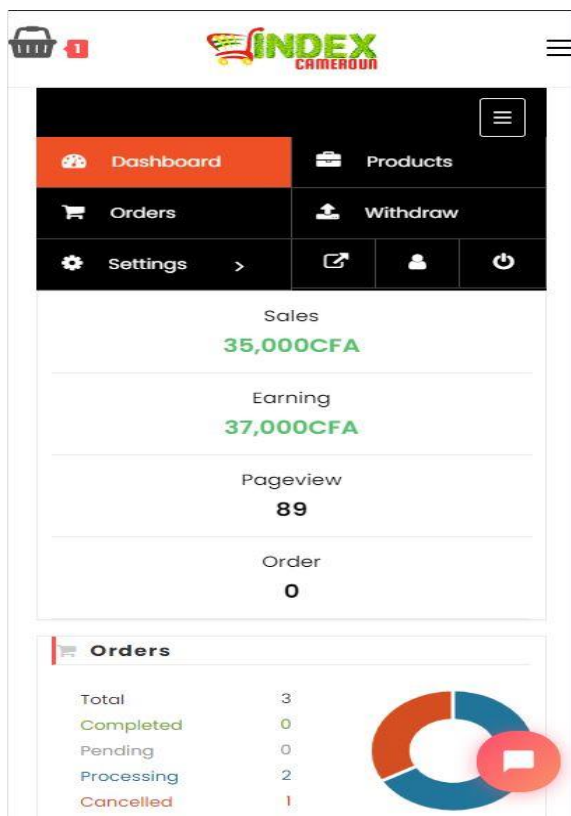 1
INDEX
CAMEROUN
Dashboard
Products
Orders
Withdraw
Settings >
Sales
35,000CFA
Earning
37,000CFA
Pageview
89
Order
0
Orders
Total 3
Completed 0
Pending 0
Processing 2
Cancelled 1